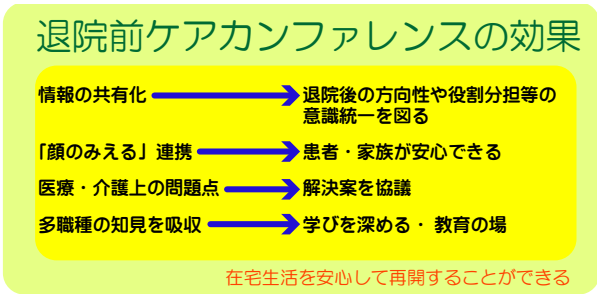 退院前ケアカンファレンスの効果
情報の共有化 → 退院後の方向性や役割分担等の
意識統一を図る
「顔のみえる」連携 → 患者・家族が安心できる
医療・介護上の問題点 → 解決案を協議
多職種の知見を吸収 → 学びを深める・ 教育の場
在宅生活を安心して再開することができる